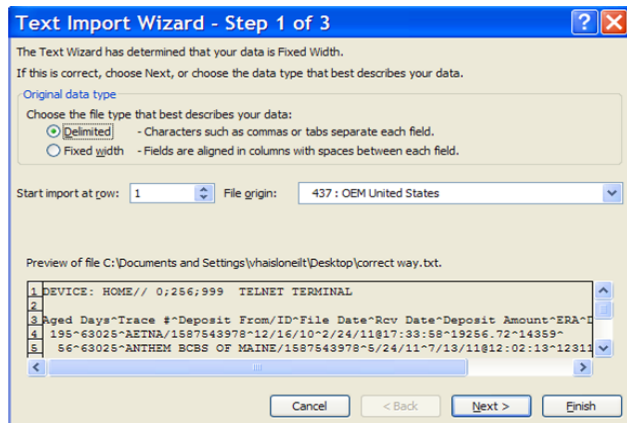 Text Import Wizard - Step 1 of 3
The Text Wizard has determined that your data is Fixed Width.
If this is correct, choose Next, or choose the data type that best describes your data.
Original data type
Choose the file type that best describes your data:
Delimited - Characters such as commas or tabs separate each field.
Fixed width - Fields are aligned in columns with spaces between each field.
Start import at row: 1 File origin: 437 : OEM United States
Preview of file C:\Documents and Settings\vhaisloneilt\Desktop\correct way.txt.
1 DEVICE: HOME// 0;256;999 TELNET TERMINAL
2
3 Aged Days^Trace #^Deposit From/ID^File Date^Rcv Date^Deposit Amount^ERA^D
4 195^63025^AETNA/1587543978^12/16/10^2/24/11@17:33:58^19256.72^14359^
5 56^63025^ANTHEM BCBS OF MAINE/1587543978^5/24/11^7/13/11@12:02:13^12311
Cancel < Back Next > Finish